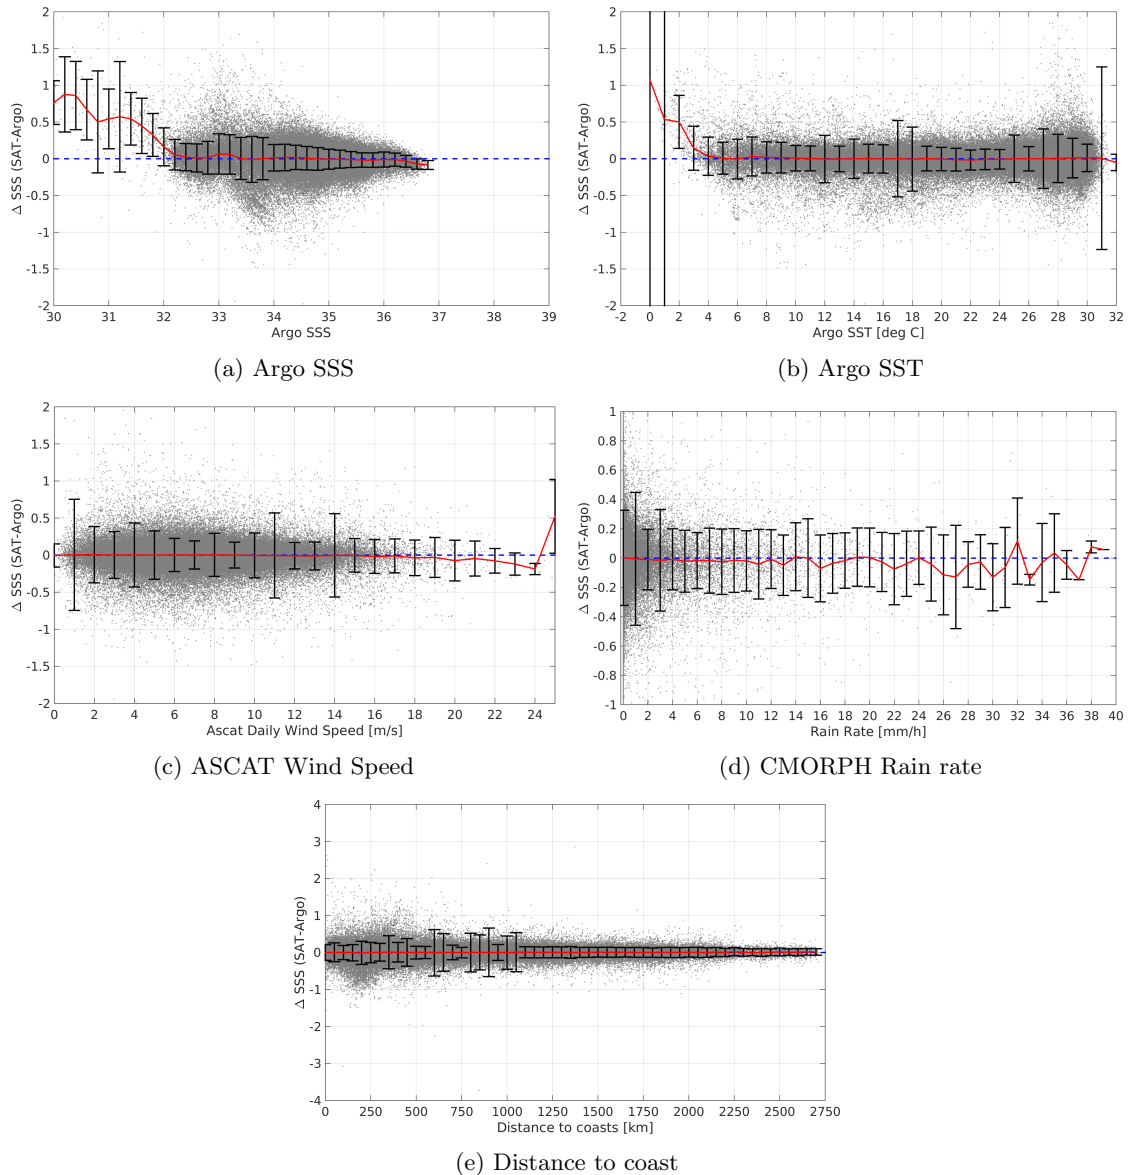 2
1.5
1
0.5
0
-0.5
-1
-1.5
-2
Δ SSS (SAT-Argo)
30 31 32 33 34 35 36 37 38 39
Argo SSS
(a) Argo SSS
2
1.5
1
0.5
0
-0.5
-1
-1.5
-2
Δ SSS (SAT-Argo)
-2 0 2 4 6 8 10 12 14 16 18 20 22 24 26 28 30 32
Argo SST [deg C]
(b) Argo SST
2
1.5
1
0.5
0
-0.5
-1
-1.5
-2
Δ SSS (SAT-Argo)
0 2 4 6 8 10 12 14 16 18 20 22 24
Ascat Daily Wind Speed [m/s]
(c) ASCAT Wind Speed
1
0.8
0.6
0.4
0.2
0
-0.2
-0.4
-0.6
-0.8
-1
Δ SSS (SAT-Argo)
0 2 4 6 8 10 12 14 16 18 20 22 24 26 28 30 32 34 36 38 40
Rain Rate [mm/h]
(d) CMORPH Rain rate
4
3
2
1
0
-1
-2
-3
-4
Δ SSS (SAT-Argo)
0 250 500 750 1000 1250 1500 1750 2000 2250 2500 2750
Distance to coasts [km]
(e) Distance to coast